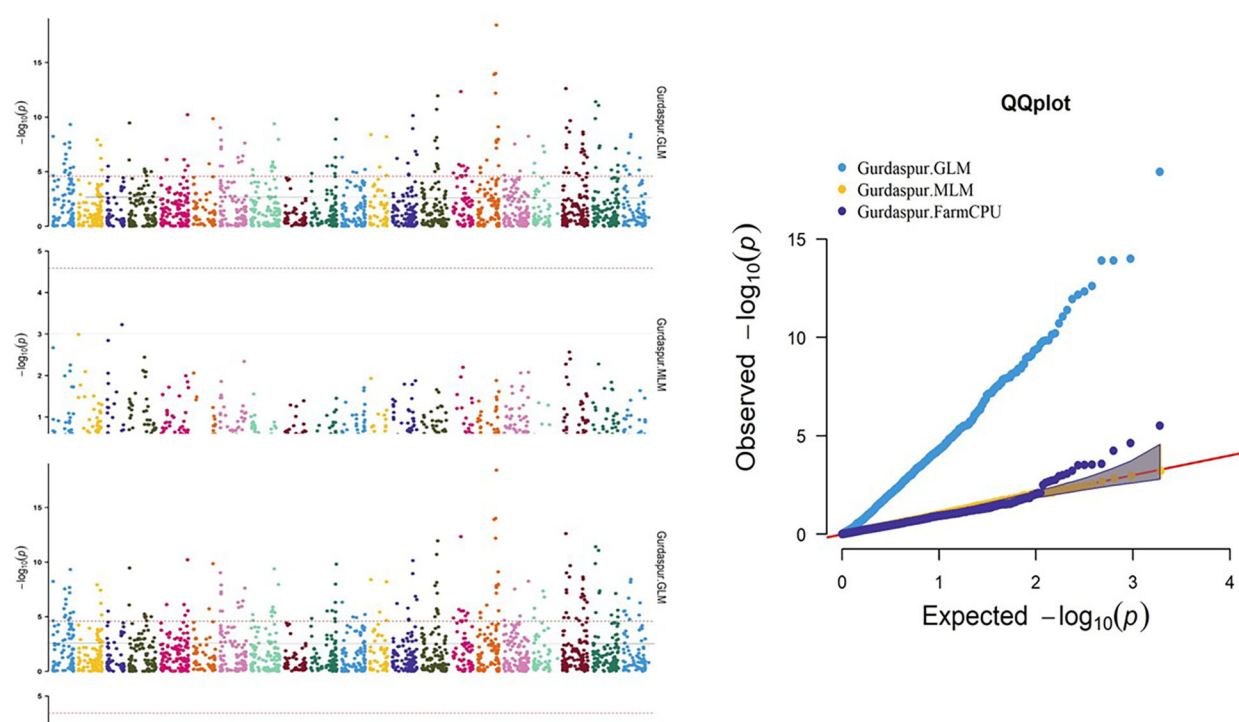 15
10
5
0
−log10(p)
Gurdaspur.GLM
5
4
3
2
1
−log10(p)
Gurdaspur.MLM
15
10
5
0
−log10(p)
Gurdaspur.GLM
5
QQplot
Gurdaspur.GLM
Gurdaspur.MLM
Gurdaspur.FarmCPU
Observed −log10(p)
15
10
5
0
0 1 2 3 4
Expected −log10(p)